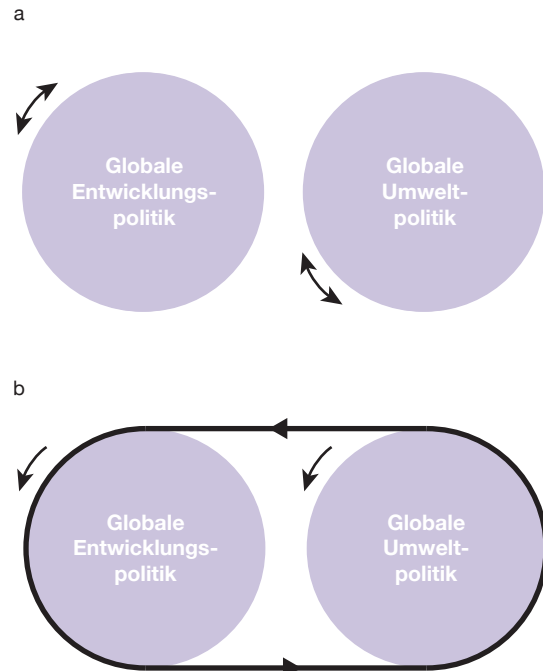 a
Globale
Entwicklungs-
politik
Globale
Umwelt-
politik
b
Globale
Entwicklungs-
politik
Globale
Umwelt-
politik